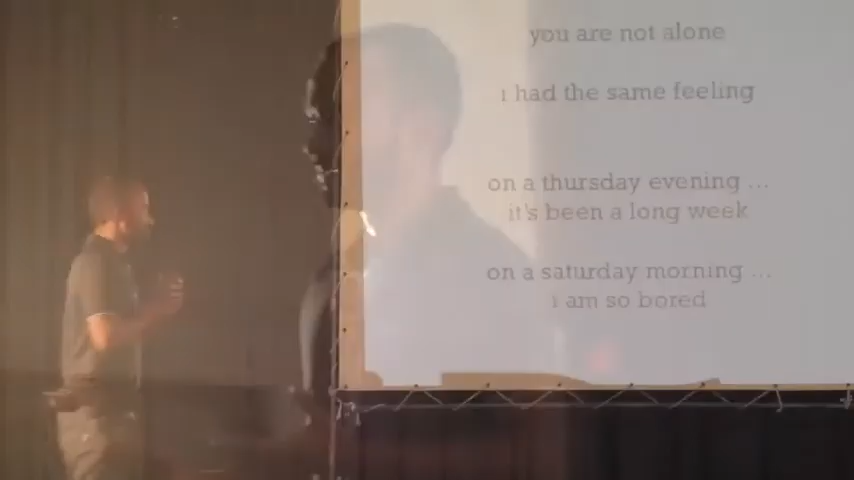 you are not alone
i had the same feeling
on a thursday evening ...
it's been a long week
on a saturday morning ...
i am so bored